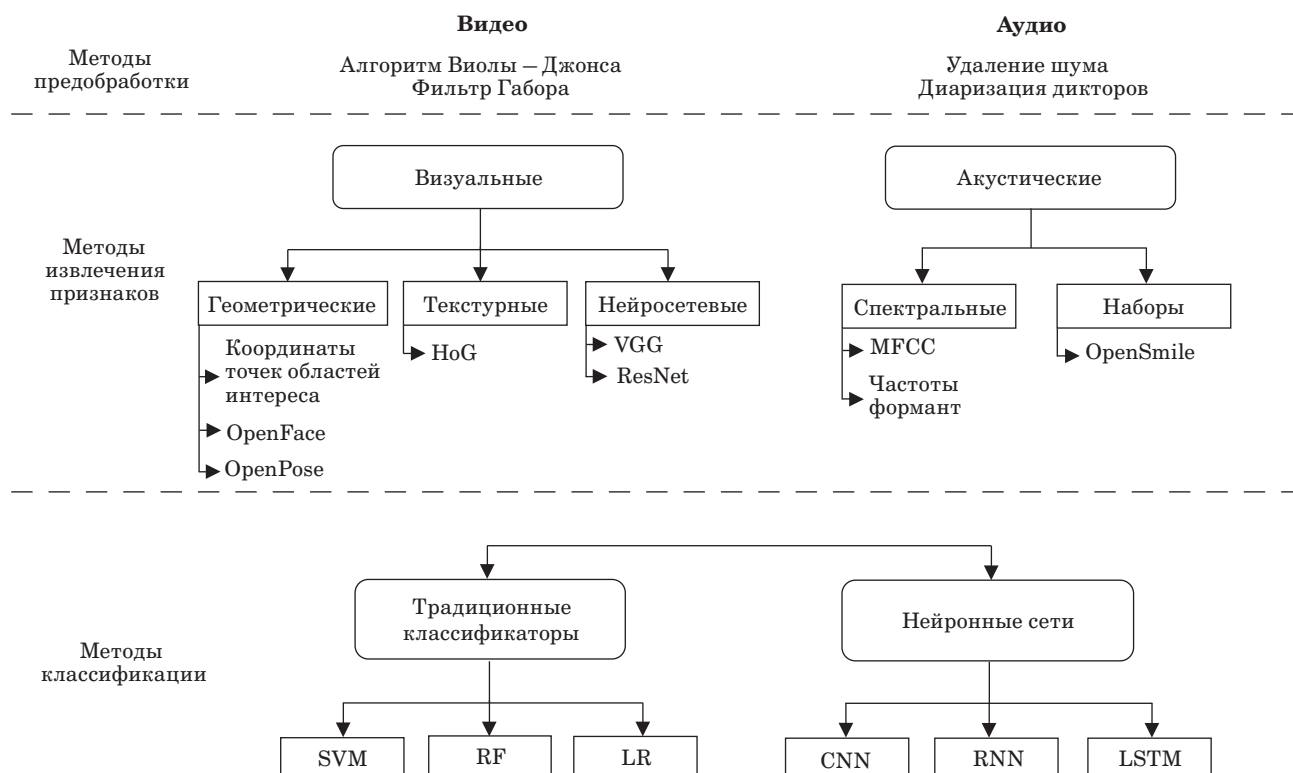 Видео
Аудио
Методы
предобработки
Алгоритм Виолы – Джонса
Фильтр Габора
Удаление шума
Диаризация дикторов
Методы
извлечения
признаков
Визуальные
Акустические
Геометрические
Текстурные
Нейросетевые
Спектральные
Наборы
Координаты
точек областей
интереса
OpenFace
OpenPose
HoG
VGG
ResNet
MFCC
Частоты
формант
OpenSmile
Методы
классификации
Традиционные
классификаторы
Нейронные сети
SVM
RF
LR
CNN
RNN
LSTM